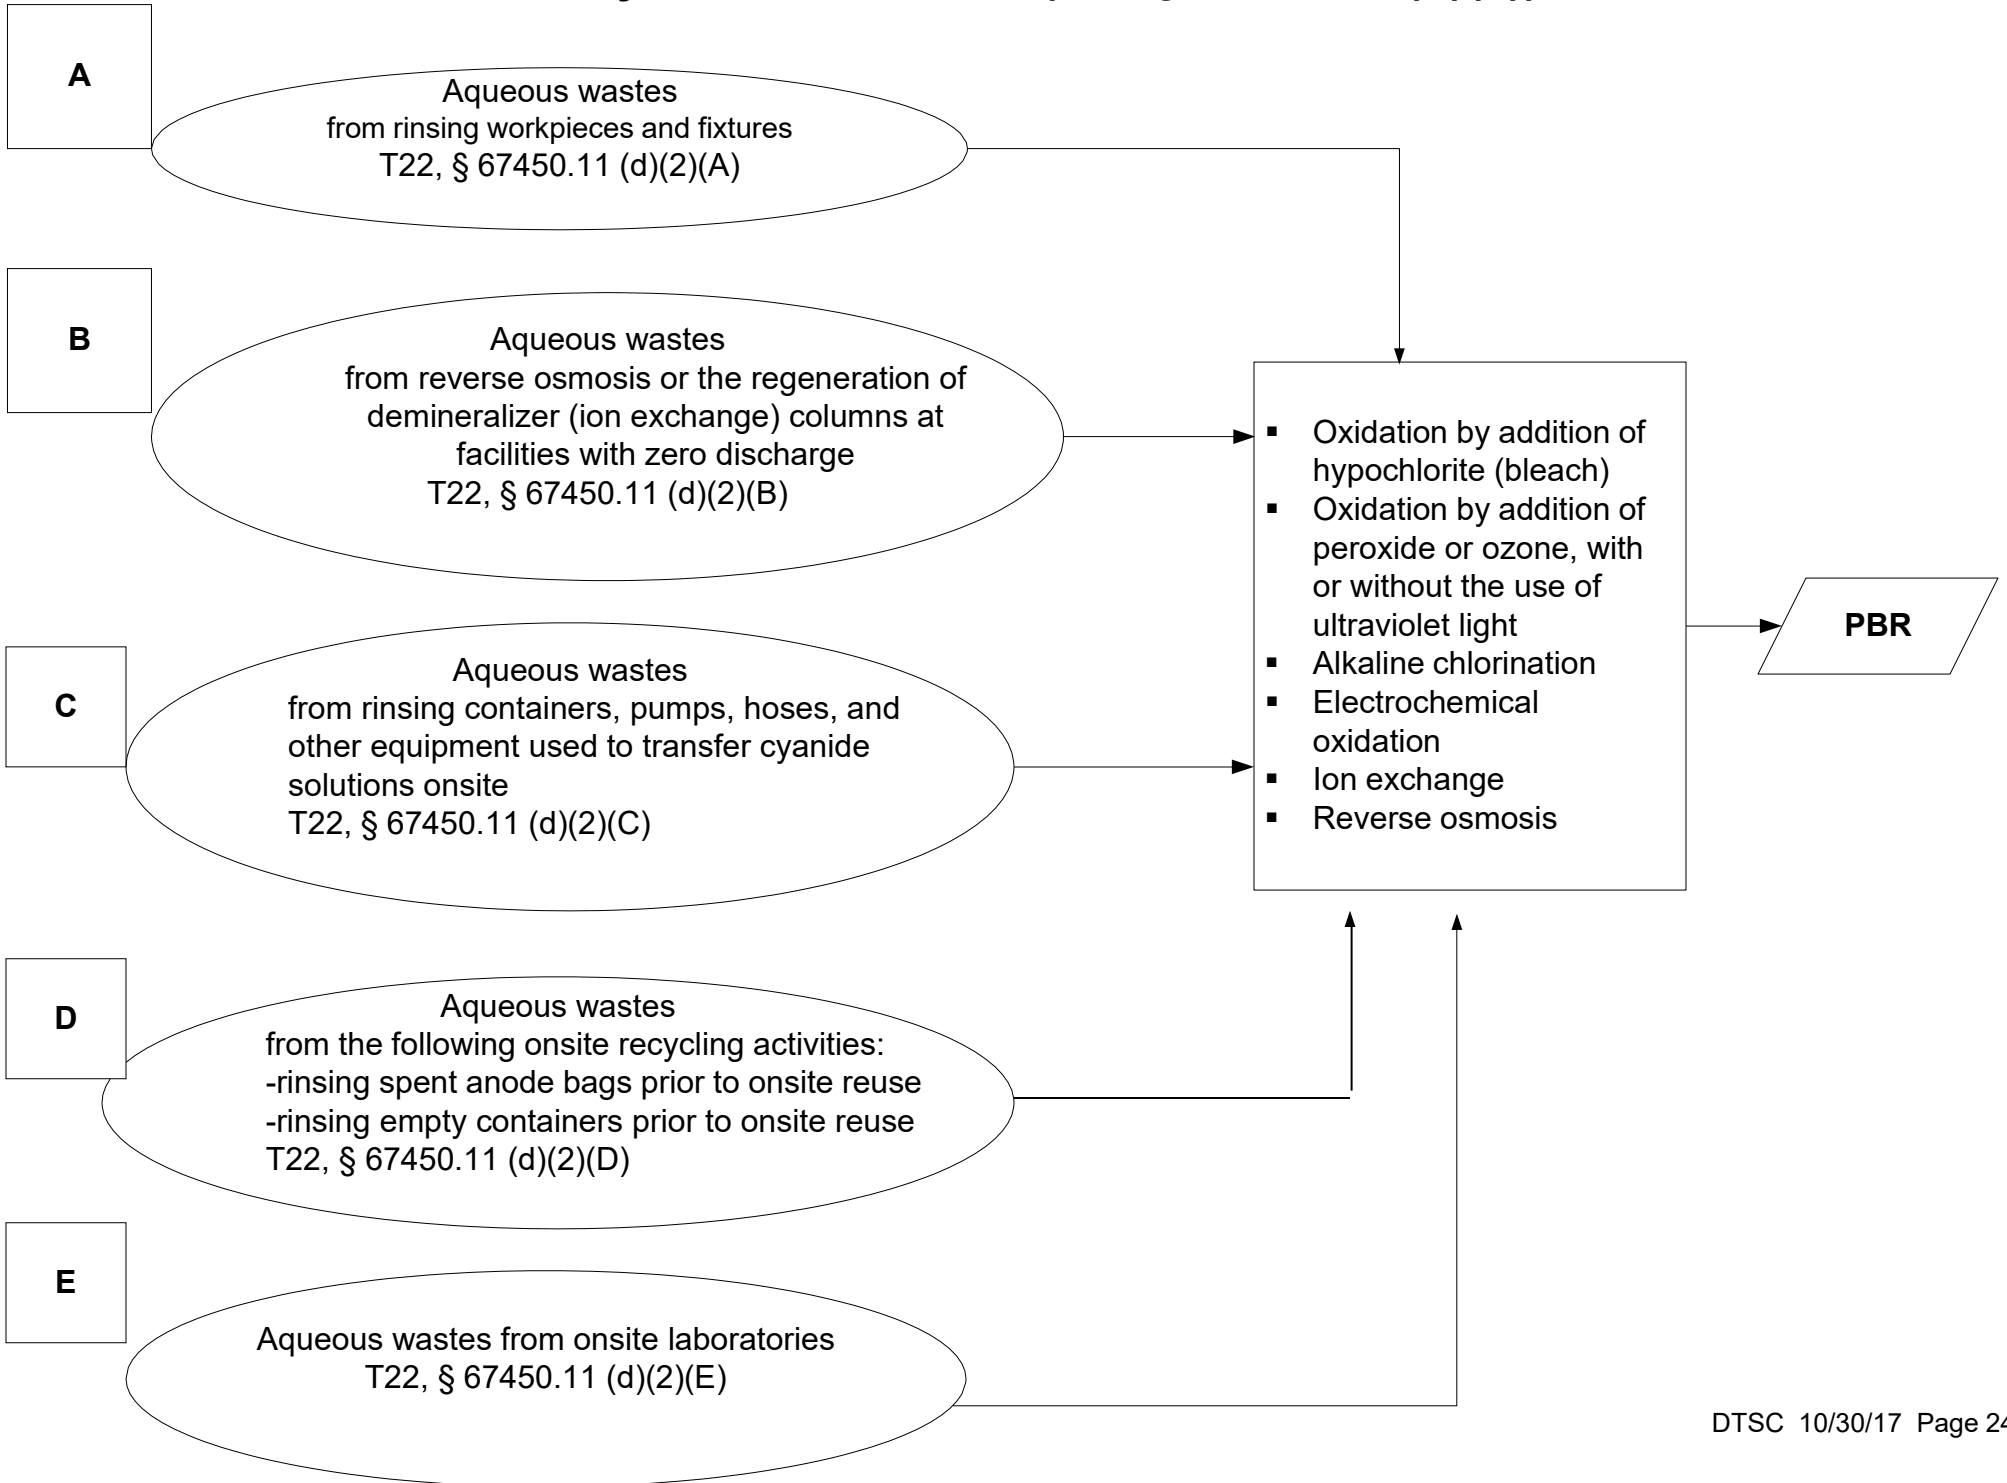 A
Aqueous wastes
from rinsing workpieces and fixtures
T22, § 67450.11 (d)(2)(A)
B
Aqueous wastes
from reverse osmosis or the regeneration of
demineralizer (ion exchange) columns at
facilities with zero discharge
T22, § 67450.11 (d)(2)(B)
C
Aqueous wastes
from rinsing containers, pumps, hoses, and
other equipment used to transfer cyanide
solutions onsite
T22, § 67450.11 (d)(2)(C)
D
Aqueous wastes
from the following onsite recycling activities:
-rinsing spent anode bags prior to onsite reuse
-rinsing empty containers prior to onsite reuse
T22, § 67450.11 (d)(2)(D)
E
Aqueous wastes from onsite laboratories
T22, § 67450.11 (d)(2)(E)
▪ Oxidation by addition of
hypochlorite (bleach)
▪ Oxidation by addition of
peroxide or ozone, with
or without the use of
ultraviolet light
▪ Alkaline chlorination
▪ Electrochemical
oxidation
▪ Ion exchange
▪ Reverse osmosis
PBR
DTSC 10/30/17 Page 24